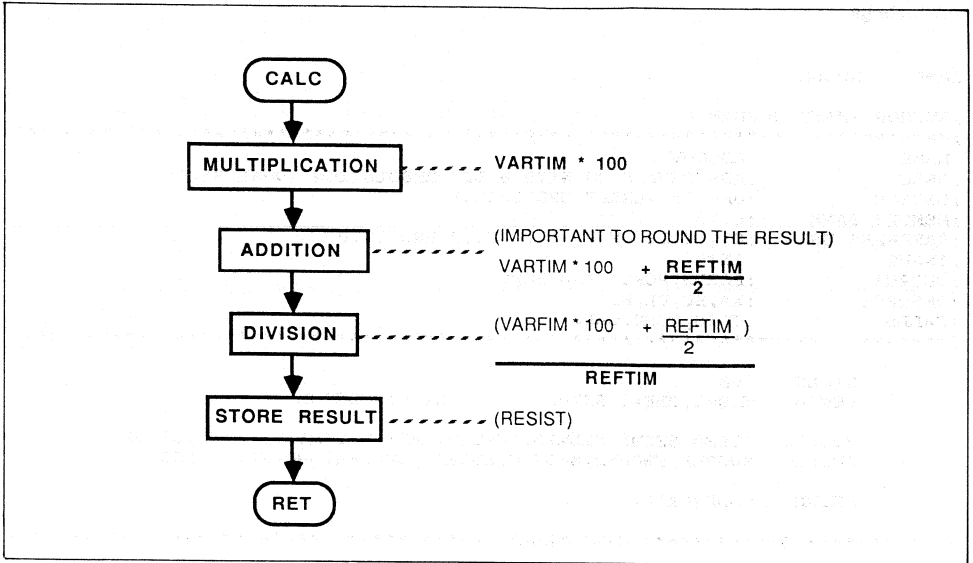 CALC
MULTIPLICATION VARTIM * 100
ADDITION (IMPORTANT TO ROUND THE RESULT)
VARTIM * 100 + REFTIM
2
DIVISION (VARFIM * 100 + REFTIM )
2
REFTIM
STORE RESULT (RESIST)
RET